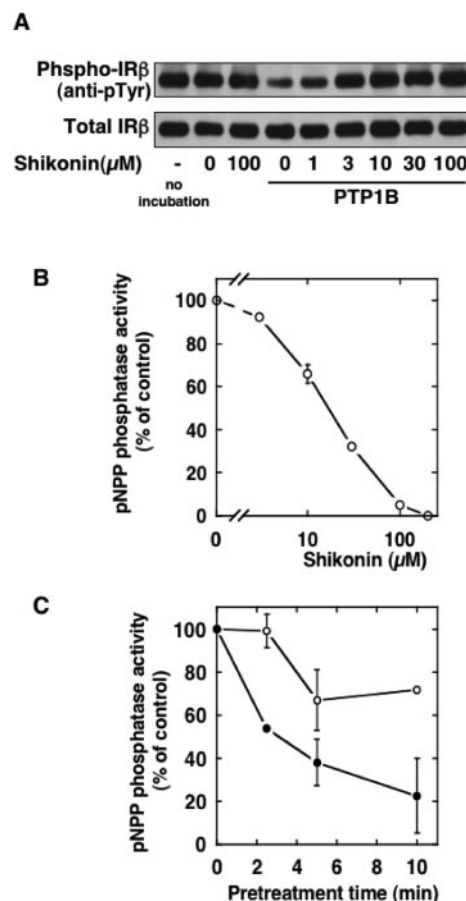 A
Phspho-IRβ
(anti-pTyr)
Total IRβ
Shikonin(µM) - 0 100 0 1 3 10 30 100
no
incubation
PTP1B
B
pNPP phosphatase activity
(% of control)
100
80
60
40
20
0
0 10 100
Shikonin (µM)
C
pNPP phosphatase activity
(% of control)
100
80
60
40
20
0
0 2 4 6 8 10
Pretreatment time (min)